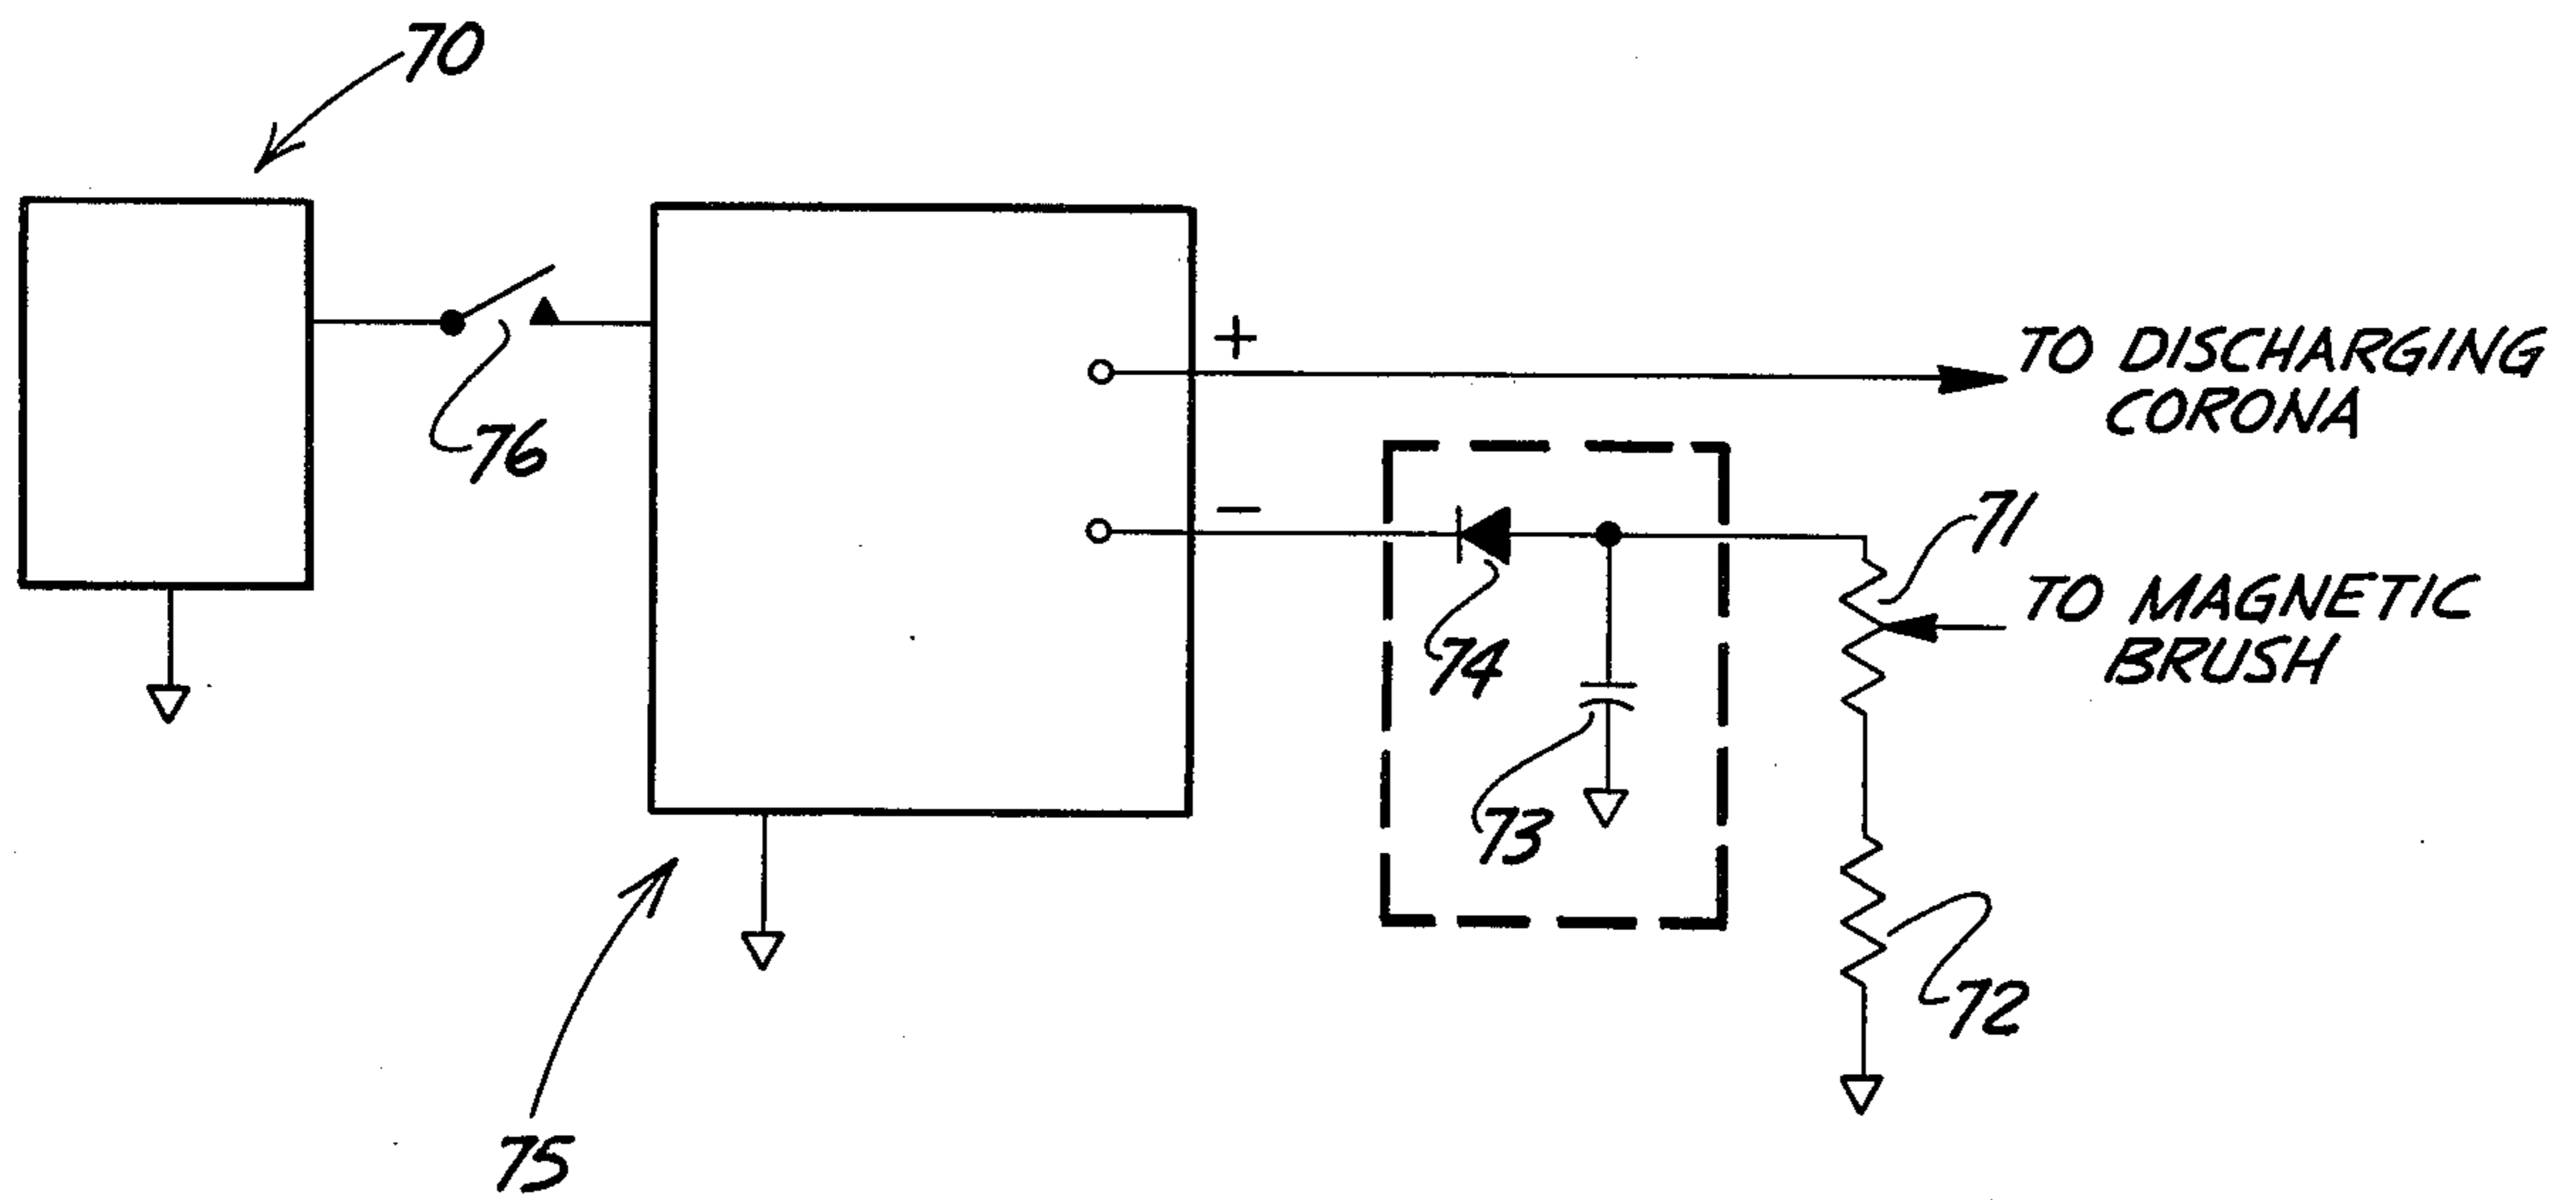 70
76
+
TO DISCHARGING
CORONA
−
71
TO MAGNETIC
BRUSH
74
73
72
75